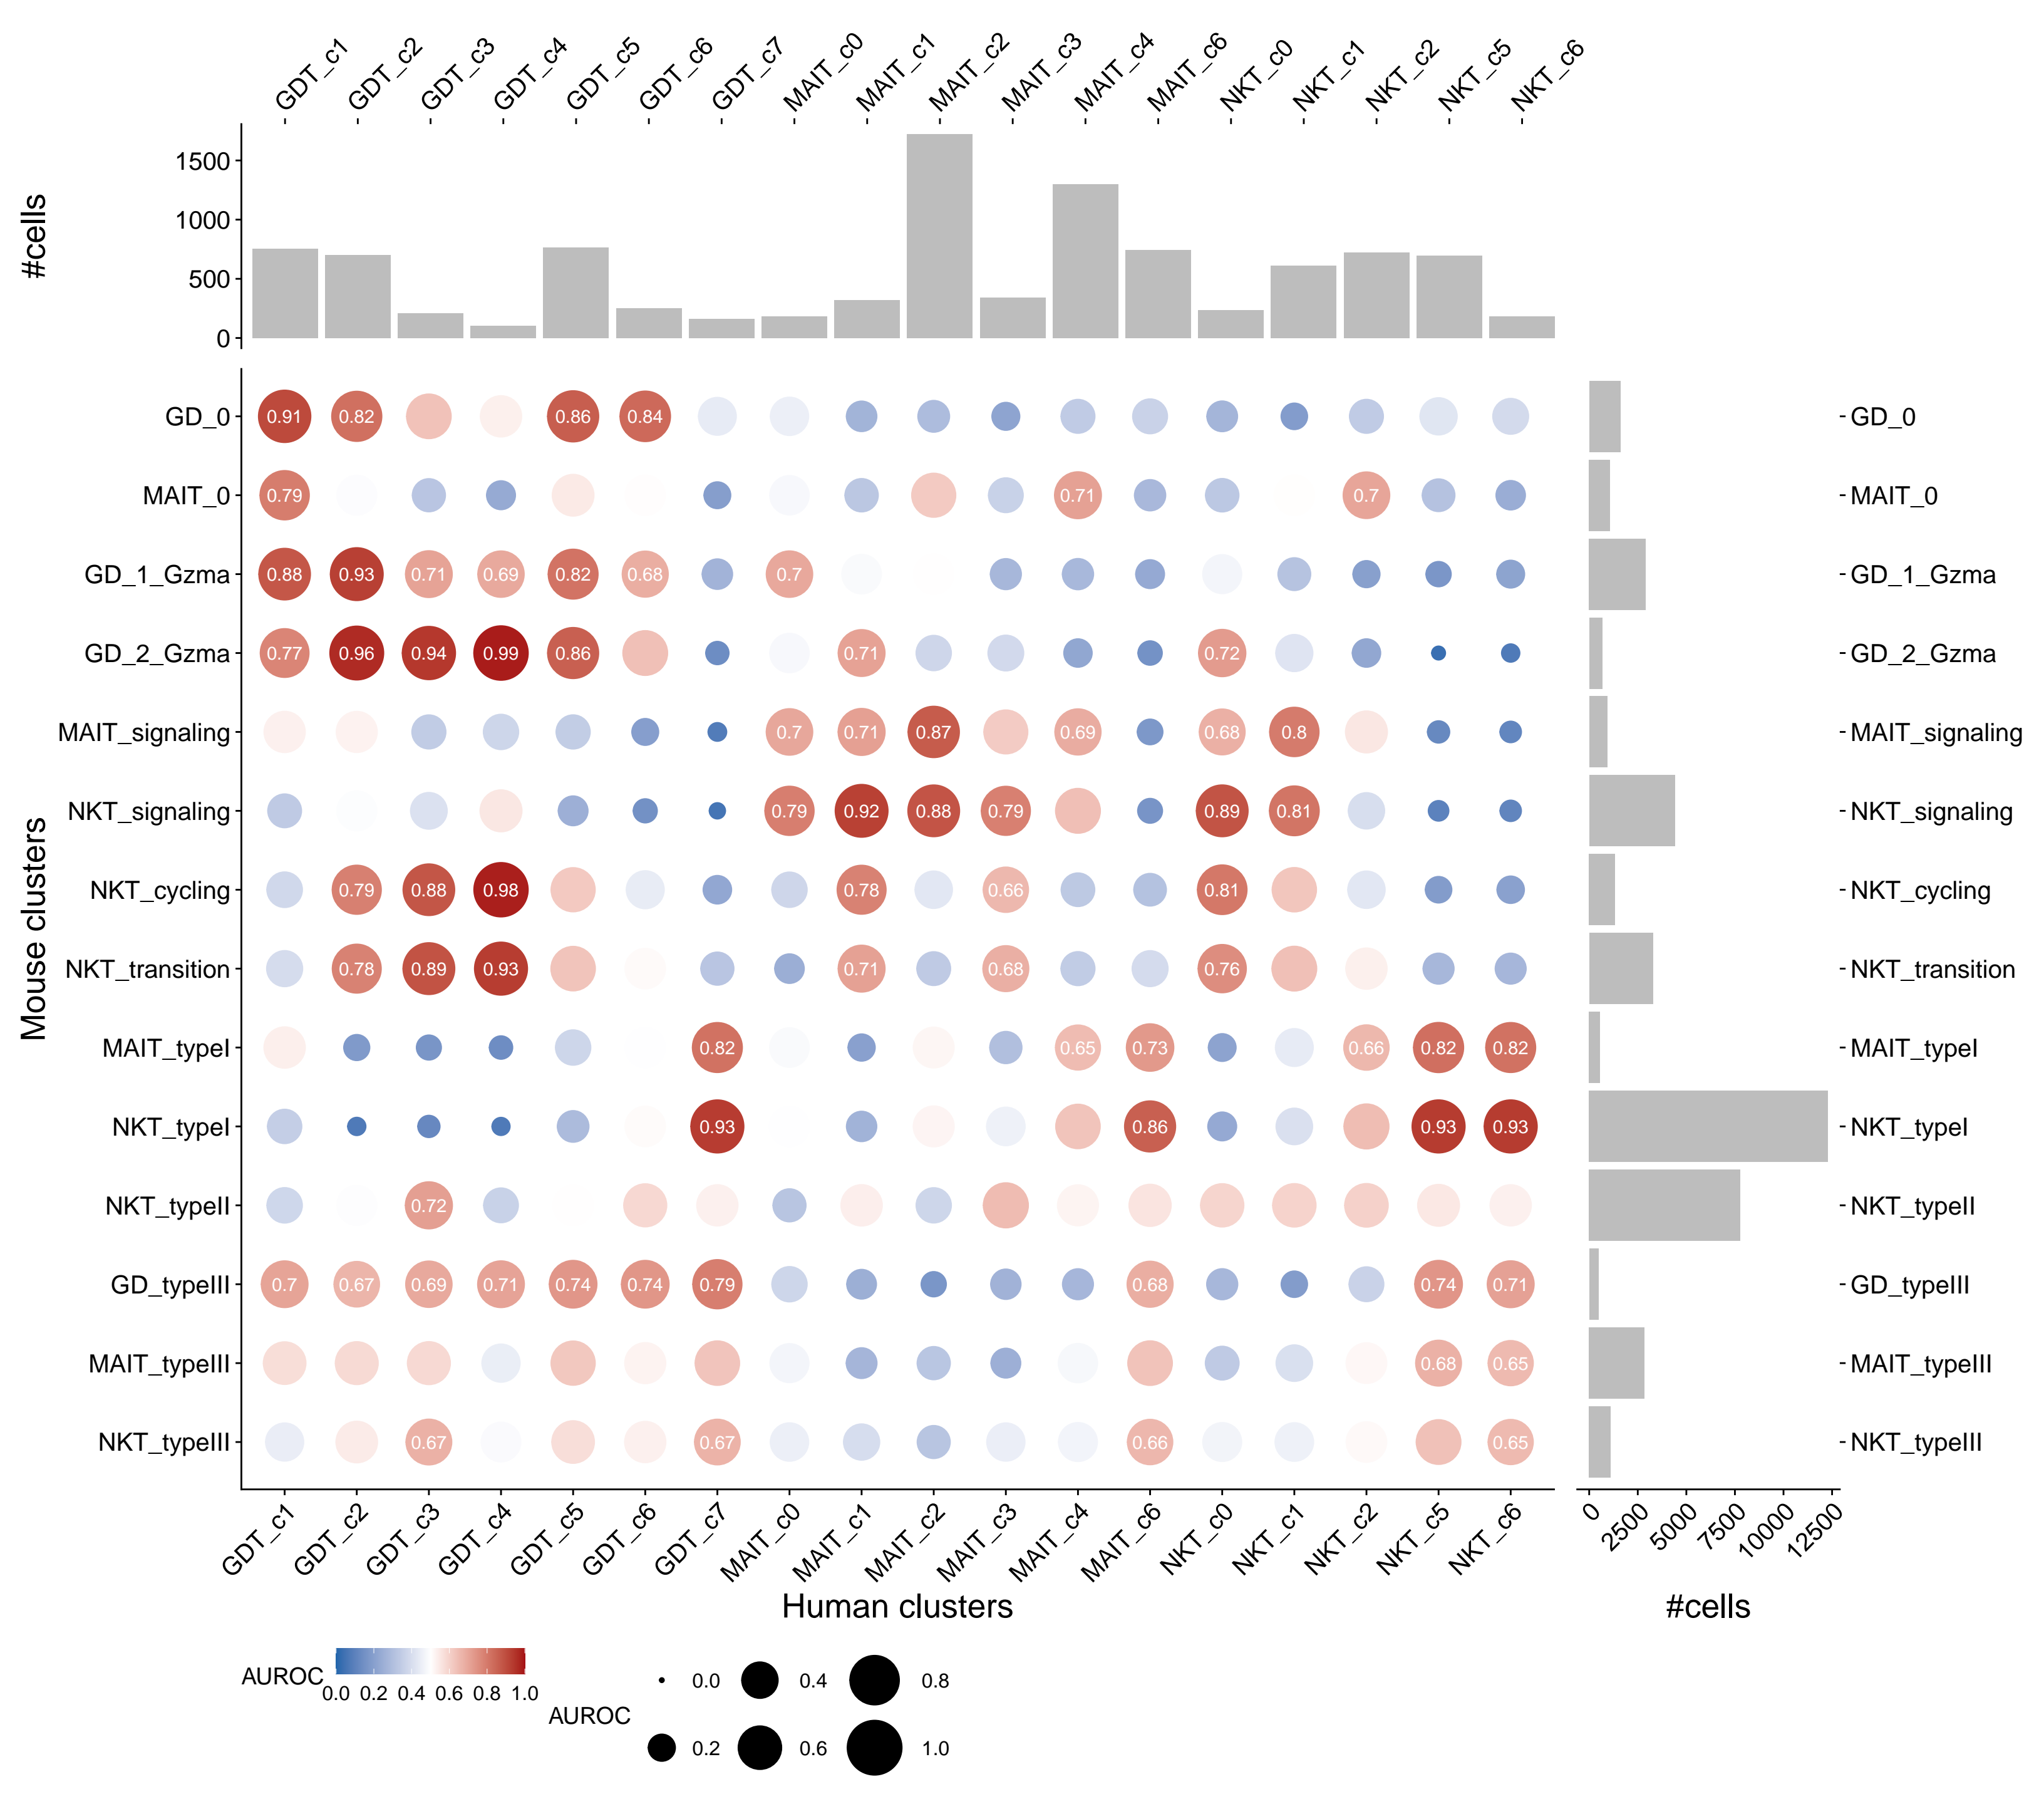 GDT_c1 GDT_c2 GDT_c3 GDT_c4 GDT_c5 GDT_c6 GDT_c7 MAIT_c0 MAIT_c1 MAIT_c2 MAIT_c3 MAIT_c4 MAIT_c6 NKT_c0 NKT_c1 NKT_c2 NKT_c5 NKT_c6
#cells
1500
1000
500
0
Mouse clusters
GD_0 0.91 0.82 0.86 0.84 GD_0
MAIT_0 0.79 0.71 0.7 MAIT_0
GD_1_Gzma 0.88 0.93 0.71 0.69 0.82 0.68 0.7 GD_1_Gzma
GD_2_Gzma 0.77 0.96 0.94 0.99 0.86 0.71 0.72 GD_2_Gzma
MAIT_signaling 0.7 0.71 0.87 0.69 0.68 0.8 MAIT_signaling
NKT_signaling 0.79 0.92 0.88 0.79 0.89 0.81 NKT_signaling
NKT_cycling 0.79 0.88 0.98 0.78 0.66 0.81 NKT_cycling
NKT_transition 0.78 0.89 0.93 0.71 0.68 0.76 NKT_transition
MAIT_typeI 0.82 0.65 0.73 0.66 0.82 0.82 MAIT_typeI
NKT_typeI 0.93 0.86 0.93 0.93 NKT_typeI
NKT_typeII 0.72 NKT_typeII
GD_typeIII 0.7 0.67 0.69 0.71 0.74 0.74 0.79 0.68 0.74 0.71 GD_typeIII
MAIT_typeIII 0.68 0.65 MAIT_typeIII
NKT_typeIII 0.67 0.67 0.66 0.65 NKT_typeIII
GDT_c1 GDT_c2 GDT_c3 GDT_c4 GDT_c5 GDT_c6 GDT_c7 MAIT_c0 MAIT_c1 MAIT_c2 MAIT_c3 MAIT_c4 MAIT_c6 NKT_c0 NKT_c1 NKT_c2 NKT_c5 NKT_c6
0 2500 5000 7500 10000 12500
Human clusters
#cells
AUROC
0.0 0.2 0.4 0.6 0.8 1.0
AUROC
0.0 0.4 0.8
0.2 0.6 1.0